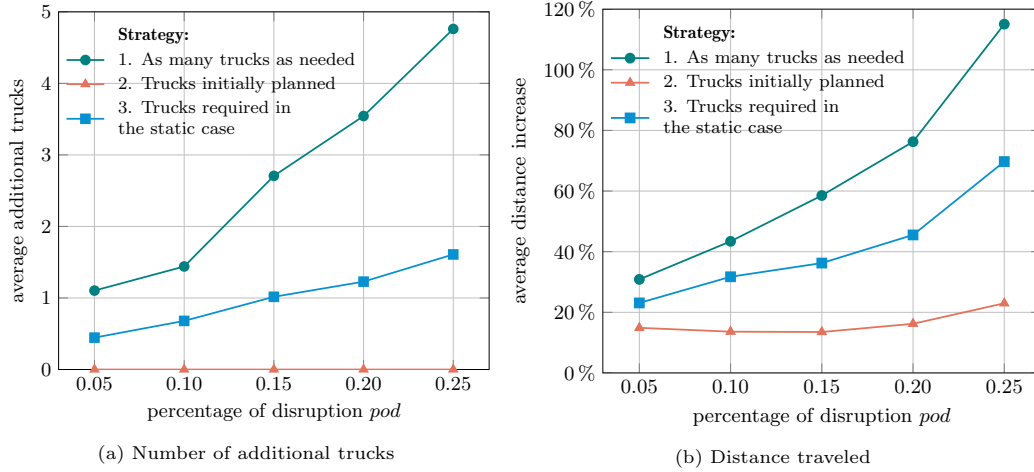 5
4
3
2
1
0
average additional trucks
Strategy:
1. As many trucks as needed
2. Trucks initially planned
3. Trucks required in
the static case
0.05 0.10 0.15 0.20 0.25
percentage of disruption pod
(a) Number of additional trucks
120 %
100 %
80 %
60 %
40 %
20 %
0 %
average distance increase
Strategy:
1. As many trucks as needed
2. Trucks initially planned
3. Trucks required in
the static case
0.05 0.10 0.15 0.20 0.25
percentage of disruption pod
(b) Distance traveled